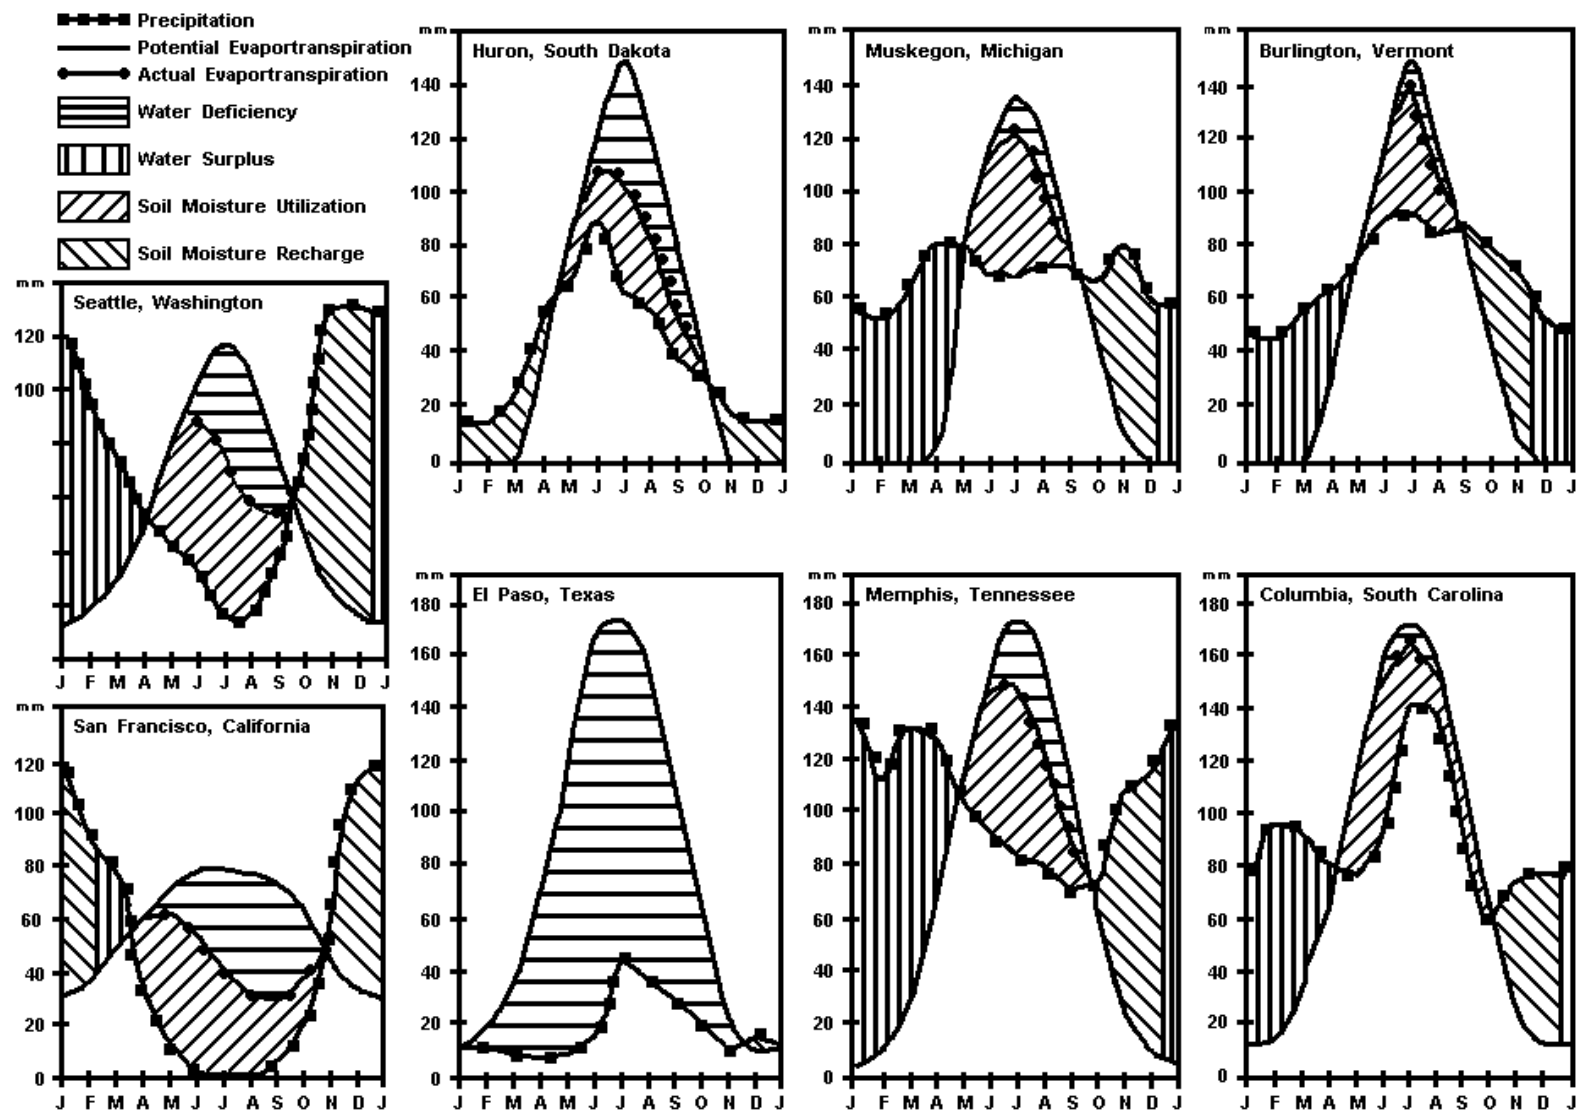 Precipitation
Potential Evaportranspiration
Actual Evaportranspiration
Water Deficiency
Water Surplus
Soil Moisture Utilization
Soil Moisture Recharge
mm
Huron, South Dakota
140
120
100
80
60
40
20
0
J F M A M J J A S O N D J
mm
Muskegon, Michigan
140
120
100
80
60
40
20
0
J F M A M J J A S O N D J
mm
Burlington, Vermont
140
120
100
80
60
40
20
0
J F M A M J J A S O N D J
mm
Seattle, Washington
120
100
J F M A M J J A S O N D J
mm
San Francisco, California
120
100
80
60
40
20
0
J F M A M J J A S O N D J
mm
El Paso, Texas
180
160
140
120
100
80
60
40
20
0
J F M A M J J A S O N D J
mm
Memphis, Tennessee
180
160
140
120
100
80
60
40
20
0
J F M A M J J A S O N D J
mm
Columbia, South Carolina
180
160
140
120
100
80
60
40
20
0
J F M A M J J A S O N D J